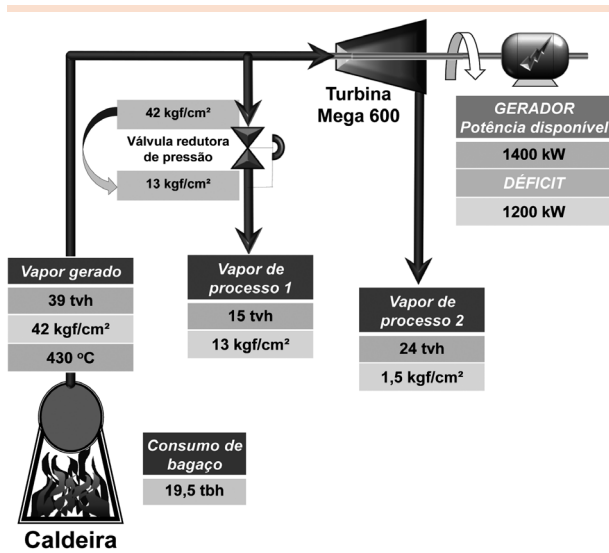 Turbina
Mega 600
GERADOR
Potência disponível
1400 kW
DÉFICIT
1200 kW
42 kgf/cm²
Válvula redutora
de pressão
13 kgf/cm²
Vapor gerado
39 tvh
42 kgf/cm²
430 ºC
Vapor de
processo 1
15 tvh
13 kgf/cm²
Vapor de
processo 2
24 tvh
1,5 kgf/cm²
Consumo de
bagaço
19,5 tbh
Caldeira